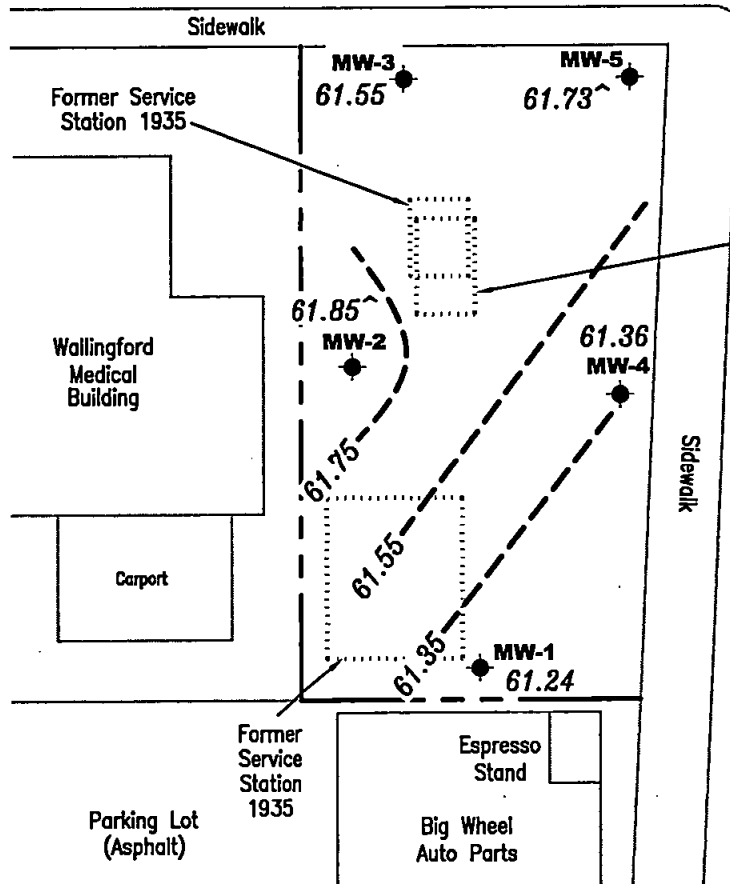 Sidewalk
MW-3
61.55
MW-5
61.73^
Former Service
Station 1935
61.85^
MW-2
61.36
MW-4
Wallingford
Medical
Building
Sidewalk
61.75
61.55
61.35
Carport
MW-1
61.24
Former
Service
Station
1935
Espresso
Stand
Parking Lot
(Asphalt)
Big Wheel
Auto Parts